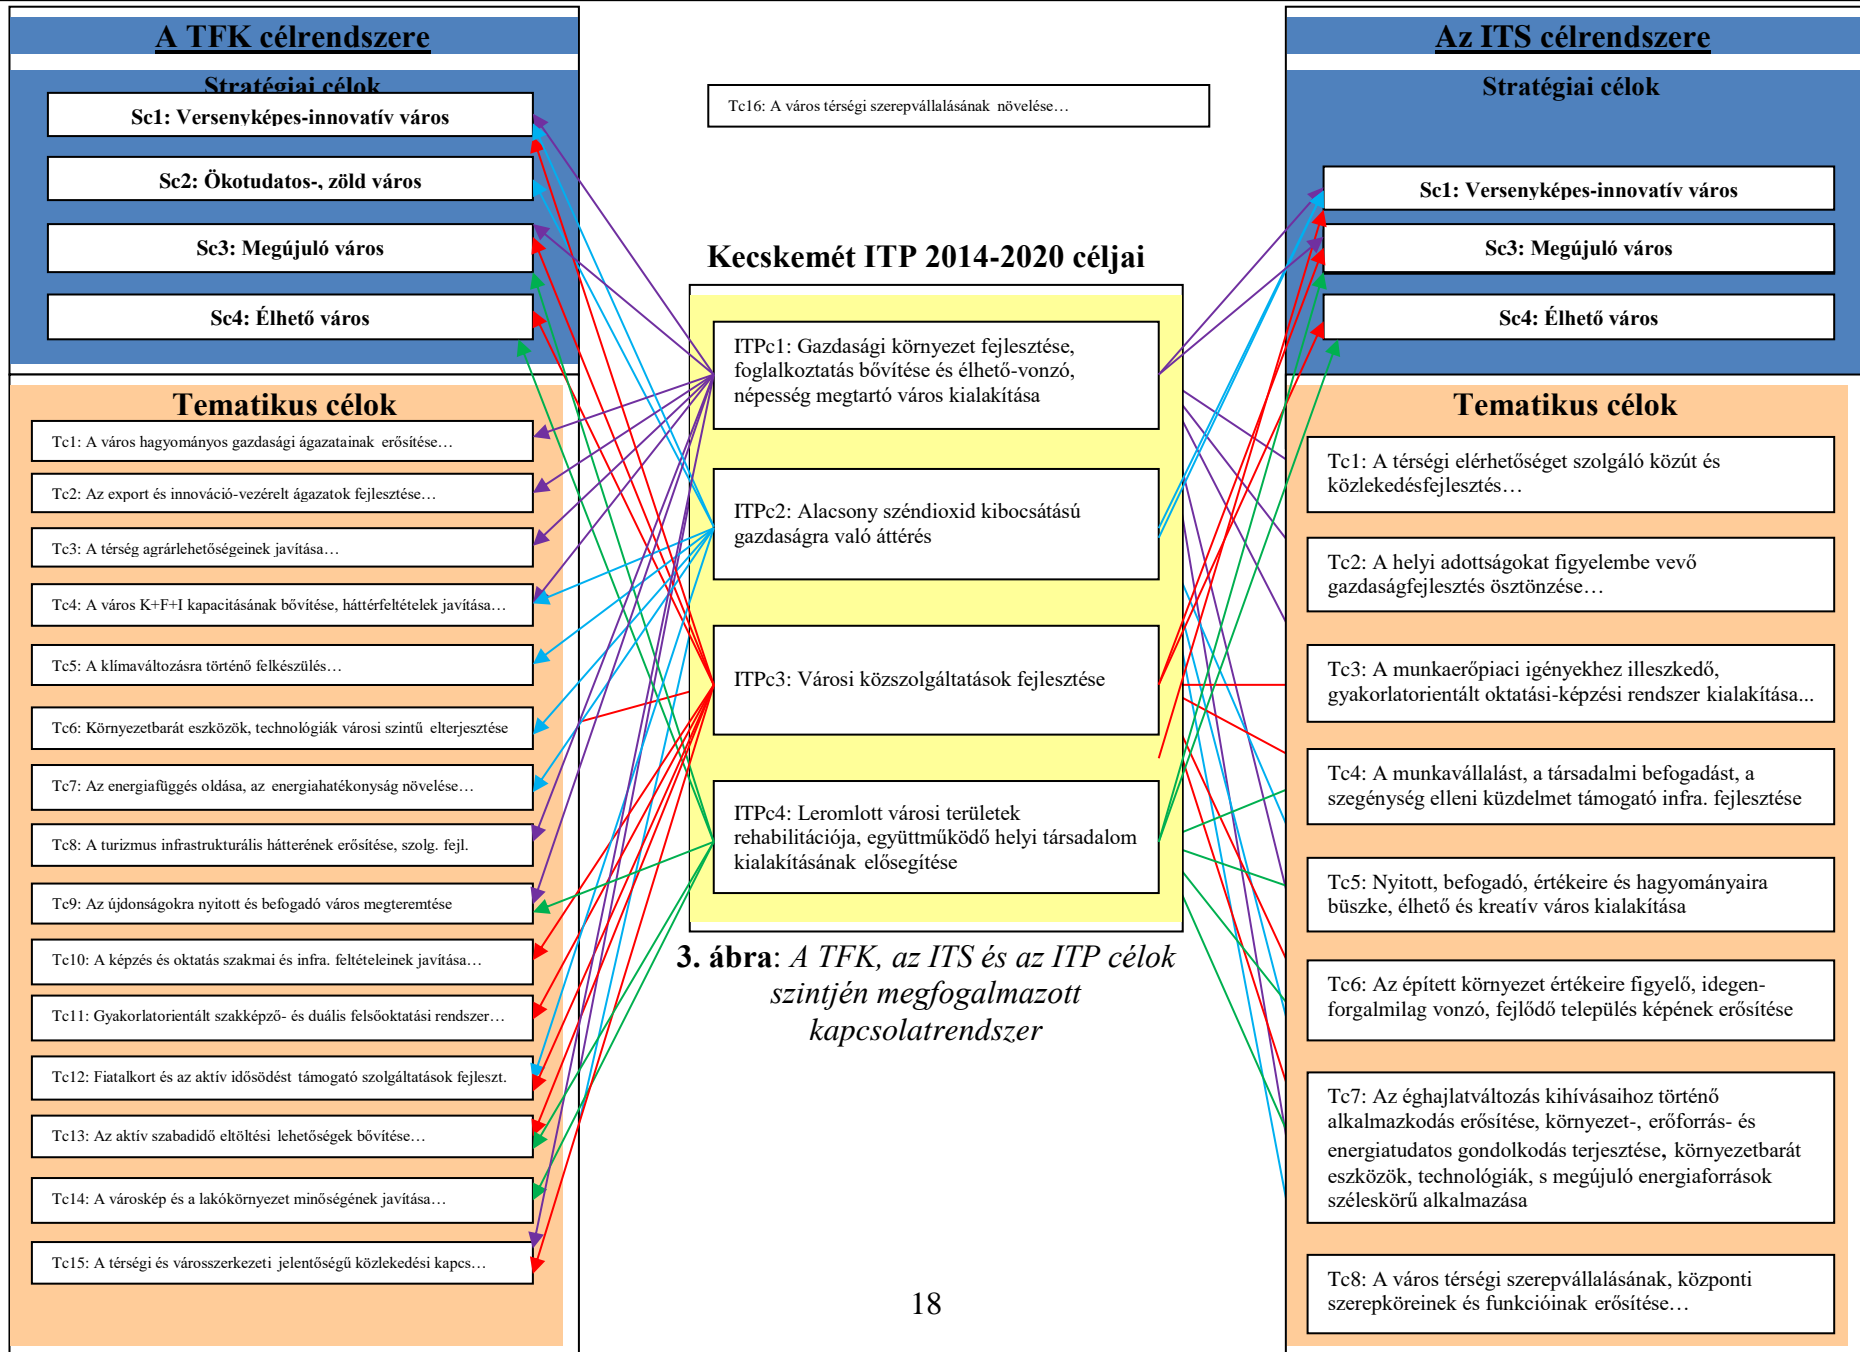 A TFK célrendszere
Stratégiai célok
Sc1: Versenyképes-innovatív város
Sc2: Ökotudatos-, zöld város
Sc3: Megújuló város
Sc4: Élhető város
Tematikus célok
Tc1: A város hagyományos gazdasági ágazatainak erősítése…
Tc2: Az export és innováció-vezérelt ágazatok fejlesztése…
Tc3: A térség agrárlehetőségeinek javítása…
Tc4: A város K+F+I kapacitásának bővítése, háttérfeltételek javítása…
Tc5: A klímaváltozásra történő felkészülés…
Tc6: Környezetbarát eszközök, technológiák városi szintű elterjesztése
Tc7: Az energiafüggés oldása, az energiahatékonyság növelése…
Tc8: A turizmus infrastrukturális hátterének erősítése, szolg. fejl.
Tc9: Az újdonságokra nyitott és befogadó város megteremtése
Tc10: A képzés és oktatás szakmai és infra. feltételeinek javítása…
Tc11: Gyakorlatorientált szakképző- és duális felsőoktatási rendszer…
Tc12: Fiatalkort és az aktív idősödést támogató szolgáltatások fejleszt.
Tc13: Az aktív szabadidő eltöltési lehetőségek bővítése…
Tc14: A városkép és a lakókörnyezet minőségének javítása…
Tc15: A térségi és városszerkezeti jelentőségű közlekedési kapcs…
Tc16: A város térségi szerepvállalásának növelése…
Kecskemét ITP 2014-2020 céljai
ITPc1: Gazdasági környezet fejlesztése,
foglalkoztatás bővítése és élhető-vonzó,
népesség megtartó város kialakítása
ITPc2: Alacsony széndioxid kibocsátású
gazdaságra való áttérés
ITPc3: Városi közszolgáltatások fejlesztése
ITPc4: Leromlott városi területek
rehabilitációja, együttműködő helyi társadalom
kialakításának elősegítése
3. ábra: A TFK, az ITS és az ITP célok
szintjén megfogalmazott
kapcsolatrendszer
18
Az ITS célrendszere
Stratégiai célok
Sc1: Versenyképes-innovatív város
Sc3: Megújuló város
Sc4: Élhető város
Tematikus célok
Tc1: A térségi elérhetőséget szolgáló közút és
közlekedésfejlesztés…
Tc2: A helyi adottságokat figyelembe vevő
gazdaságfejlesztés ösztönzése…
Tc3: A munkaerőpiaci igényekhez illeszkedő,
gyakorlatorientált oktatási-képzési rendszer kialakítása...
Tc4: A munkavállalást, a társadalmi befogadást, a
szegénység elleni küzdelmet támogató infra. fejlesztése
Tc5: Nyitott, befogadó, értékeire és hagyományaira
büszke, élhető és kreatív város kialakítása
Tc6: Az épített környezet értékeire figyelő, idegen-
forgalmilag vonzó, fejlődő település képének erősítése
Tc7: Az éghajlatváltozás kihívásaihoz történő
alkalmazkodás erősítése, környezet-, erőforrás- és
energiatudatos gondolkodás terjesztése, környezetbarát
eszközök, technológiák, s megújuló energiaforrások
széleskörű alkalmazása
Tc8: A város térségi szerepvállalásának, központi
szerepköreinek és funkcióinak erősítése…